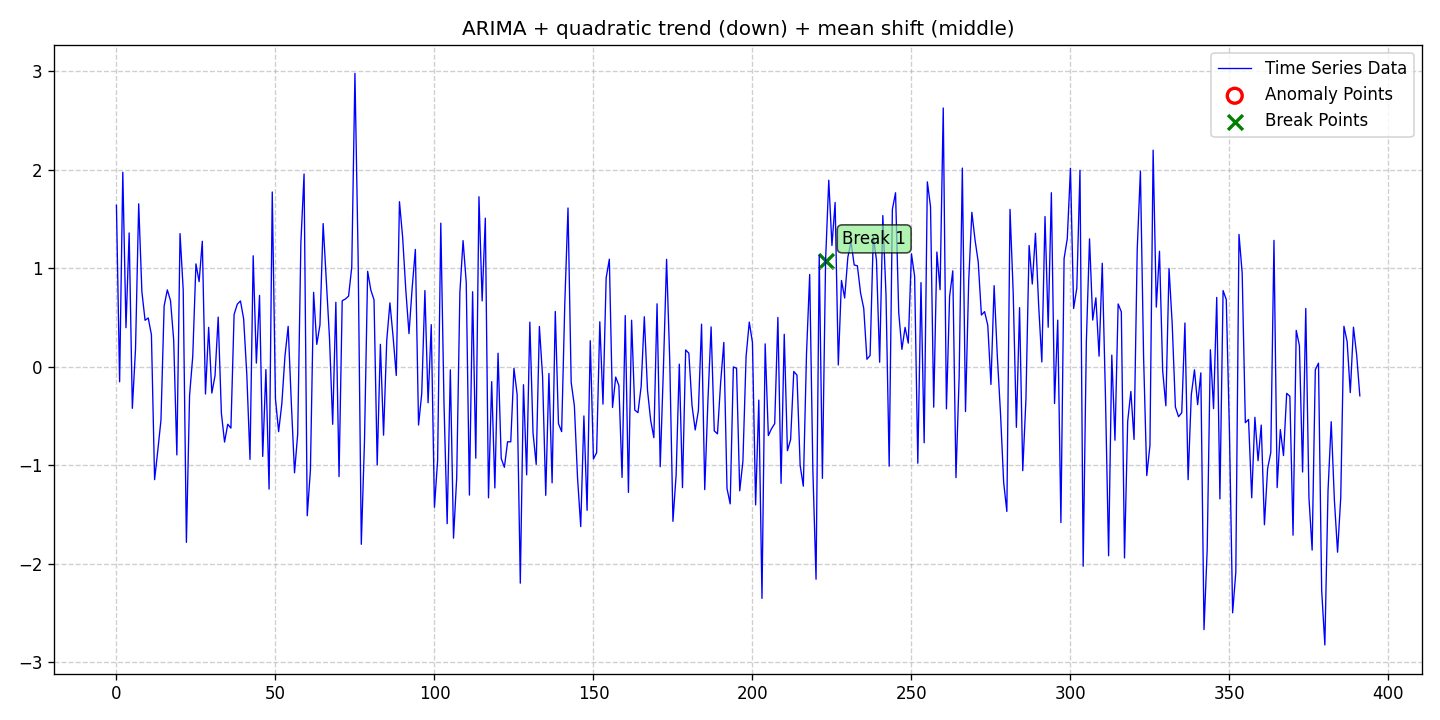 ARIMA + quadratic trend (down) + mean shift (middle)
Time Series Data
Anomaly Points
Break Points
Break 1
3
2
1
0
−1
−2
−3
0 50 100 150 200 250 300 350 400